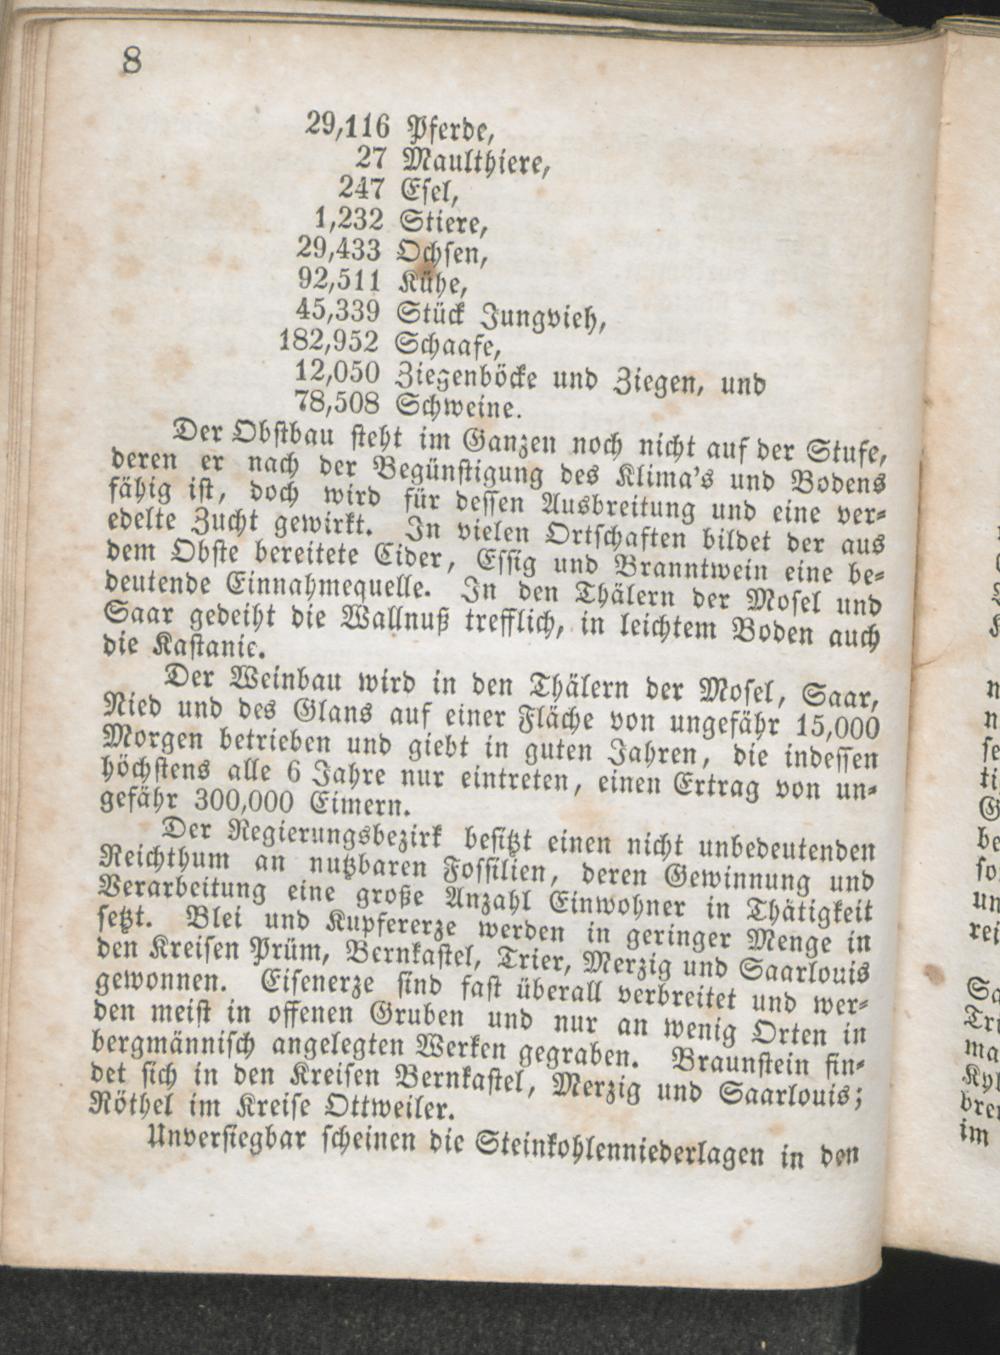 8
29,116 Pferde,
27 Maulthiere,
247 Esel,
1,232 Stiere,
29,433 Ochsen,
92,511 Kühe,
45,339 Stück Jungvieh,
182,952 Schaafe,
12,050 Ziegenböcke und Ziegen, und
78,508 Schweine.
Der Obstbau steht im Ganzen noch nicht auf der Stufe,
deren er nach der Begünstigung des Klima's und Bodens
fähig ist, doch wird für dessen Ausbreitung und eine ver-
edelte Zucht gewirkt. In vielen Ortschaften bildet der aus
dem Obste bereitete Cider, Essig und Branntwein eine be-
deutende Einnahmequelle. In den Thälern der Mosel und
Saar gedeiht die Wallnuß trefflich, in leichtem Boden auch
die Kastanie.
Der Weinbau wird in den Thälern der Mosel, Saar,
Nied und des Glans auf einer Fläche von ungefähr 15,000
Morgen betrieben und giebt in guten Jahren, die indessen
höchstens alle 6 Jahre nur eintreten, einen Ertrag von un-
gefähr 300,000 Eimern.
Der Regierungsbezirk besitzt einen nicht unbedeutenden
Reichthum an nutzbaren Fossilien, deren Gewinnung und
Verarbeitung eine große Anzahl Einwohner in Thätigkeit
setzt. Blei und Kupfererze werden in geringer Menge in
den Kreisen Prüm, Bernkastel, Trier, Merzig und Saarlouis
gewonnen. Eisenerze sind fast überall verbreitet und wer-
den meist in offenen Gruben und nur an wenig Orten in
bergmännisch angelegten Werken gegraben. Braunstein fin-
det sich in den Kreisen Bernkastel, Merzig und Saarlouis;
Röthel im Kreise Ottweiler.
Unversiegbar scheinen die Steinkohlenniederlagen in den